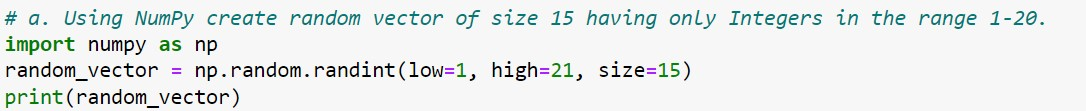 # a. Using NumPy create random vector of size 15 having only Integers in the range 1-20.
import numpy as np
random_vector = np.random.randint(low=1, high=21, size=15)
print(random_vector)